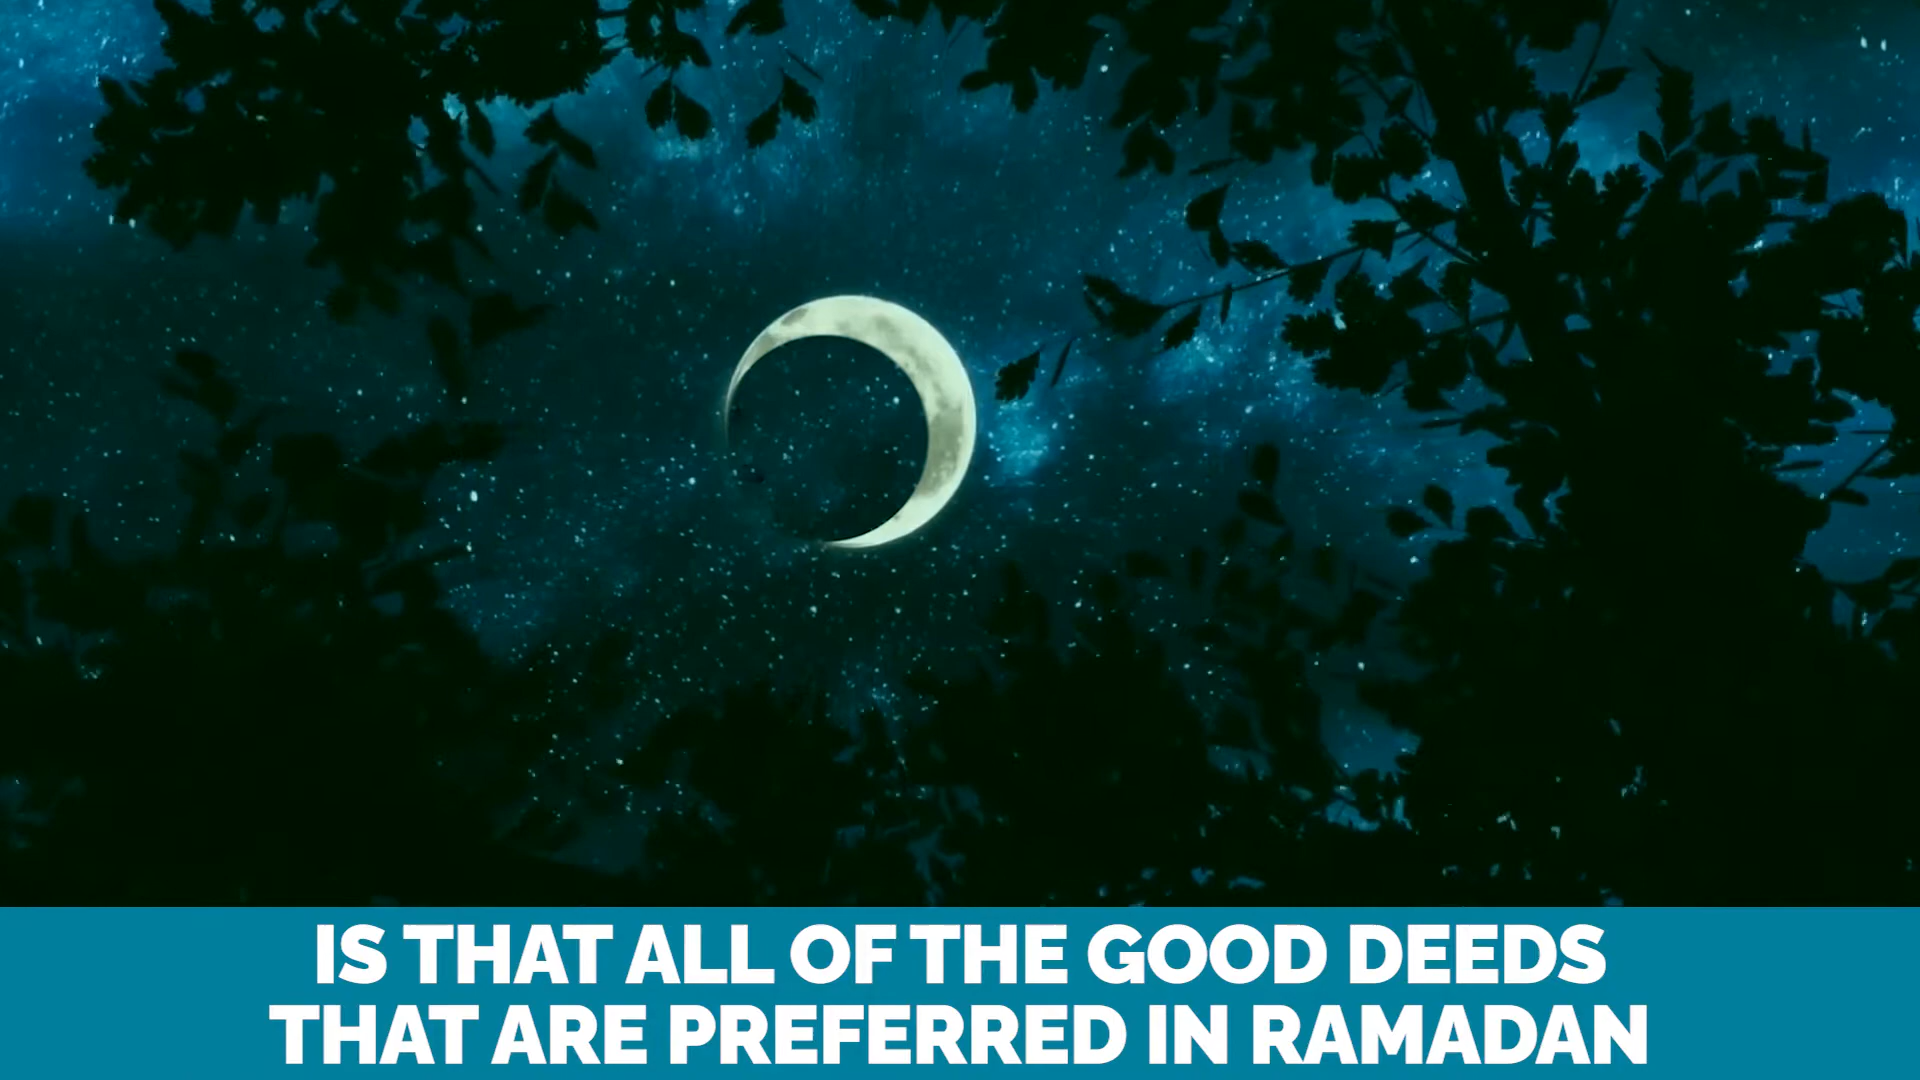 IS THAT ALL OF THE GOOD DEEDS
THAT ARE PREFERRED IN RAMADAN